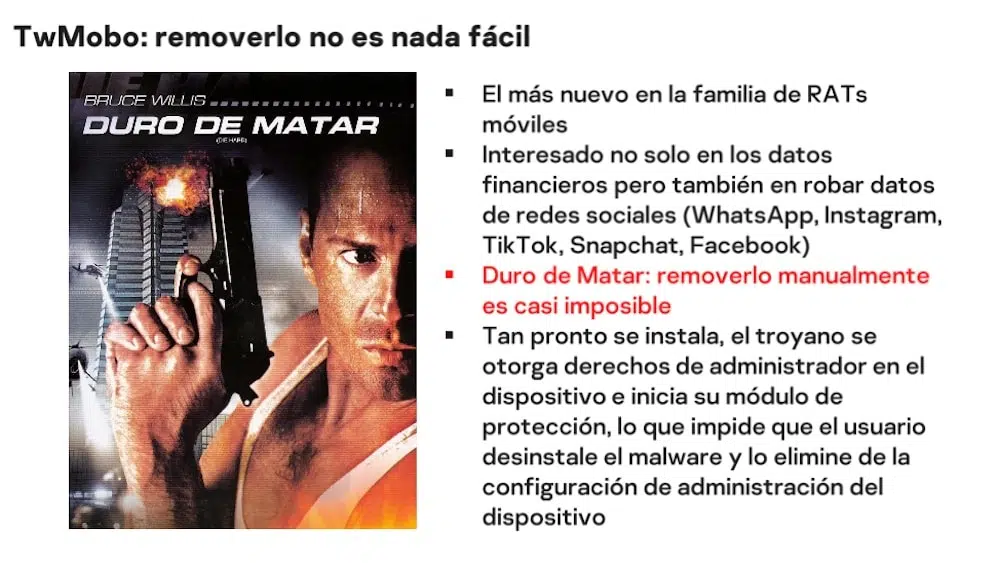 TwMobo: removerlo no es nada fácil
BRUCE WILLIS
DURO DE MATAR
(DIE HARD)
El más nuevo en la familia de RATs
móviles
Interesado no solo en los datos
financieros pero también en robar datos
de redes sociales (WhatsApp, Instagram,
TikTok, Snapchat, Facebook)
Duro de Matar: removerlo manualmente
es casi imposible
Tan pronto se instala, el troyano se
otorga derechos de administrador en el
dispositivo e inicia su módulo de
protección, lo que impide que el usuario
desinstale el malware y lo elimine de la
configuración de administración del
dispositivo